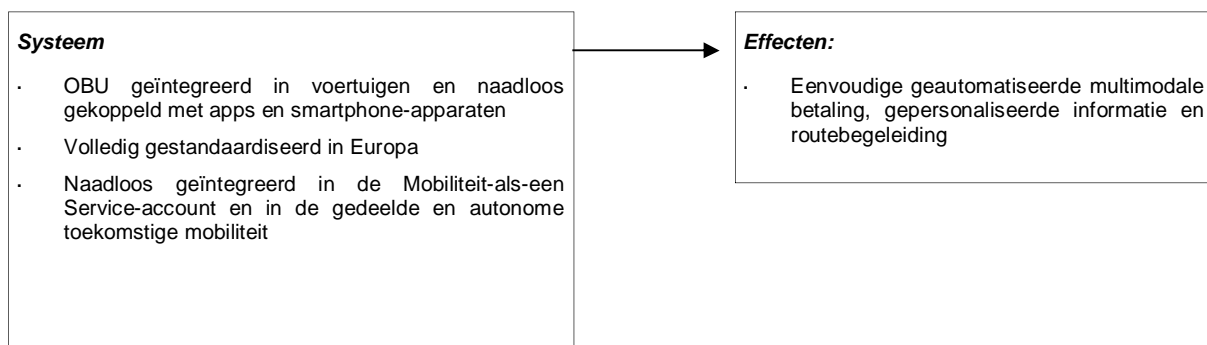 Systeem
· OBU geïntegreerd in voertuigen en naadloos
gekoppeld met apps en smartphone-apparaten
· Volledig gestandaardiseerd in Europa
· Naadloos geïntegreerd in de Mobiliteit-als-een
Service-account en in de gedeelde en autonome
toekomstige mobiliteit
Effecten:
· Eenvoudige geautomatiseerde multimodale
betaling, gepersonaliseerde informatie en
routebegeleiding